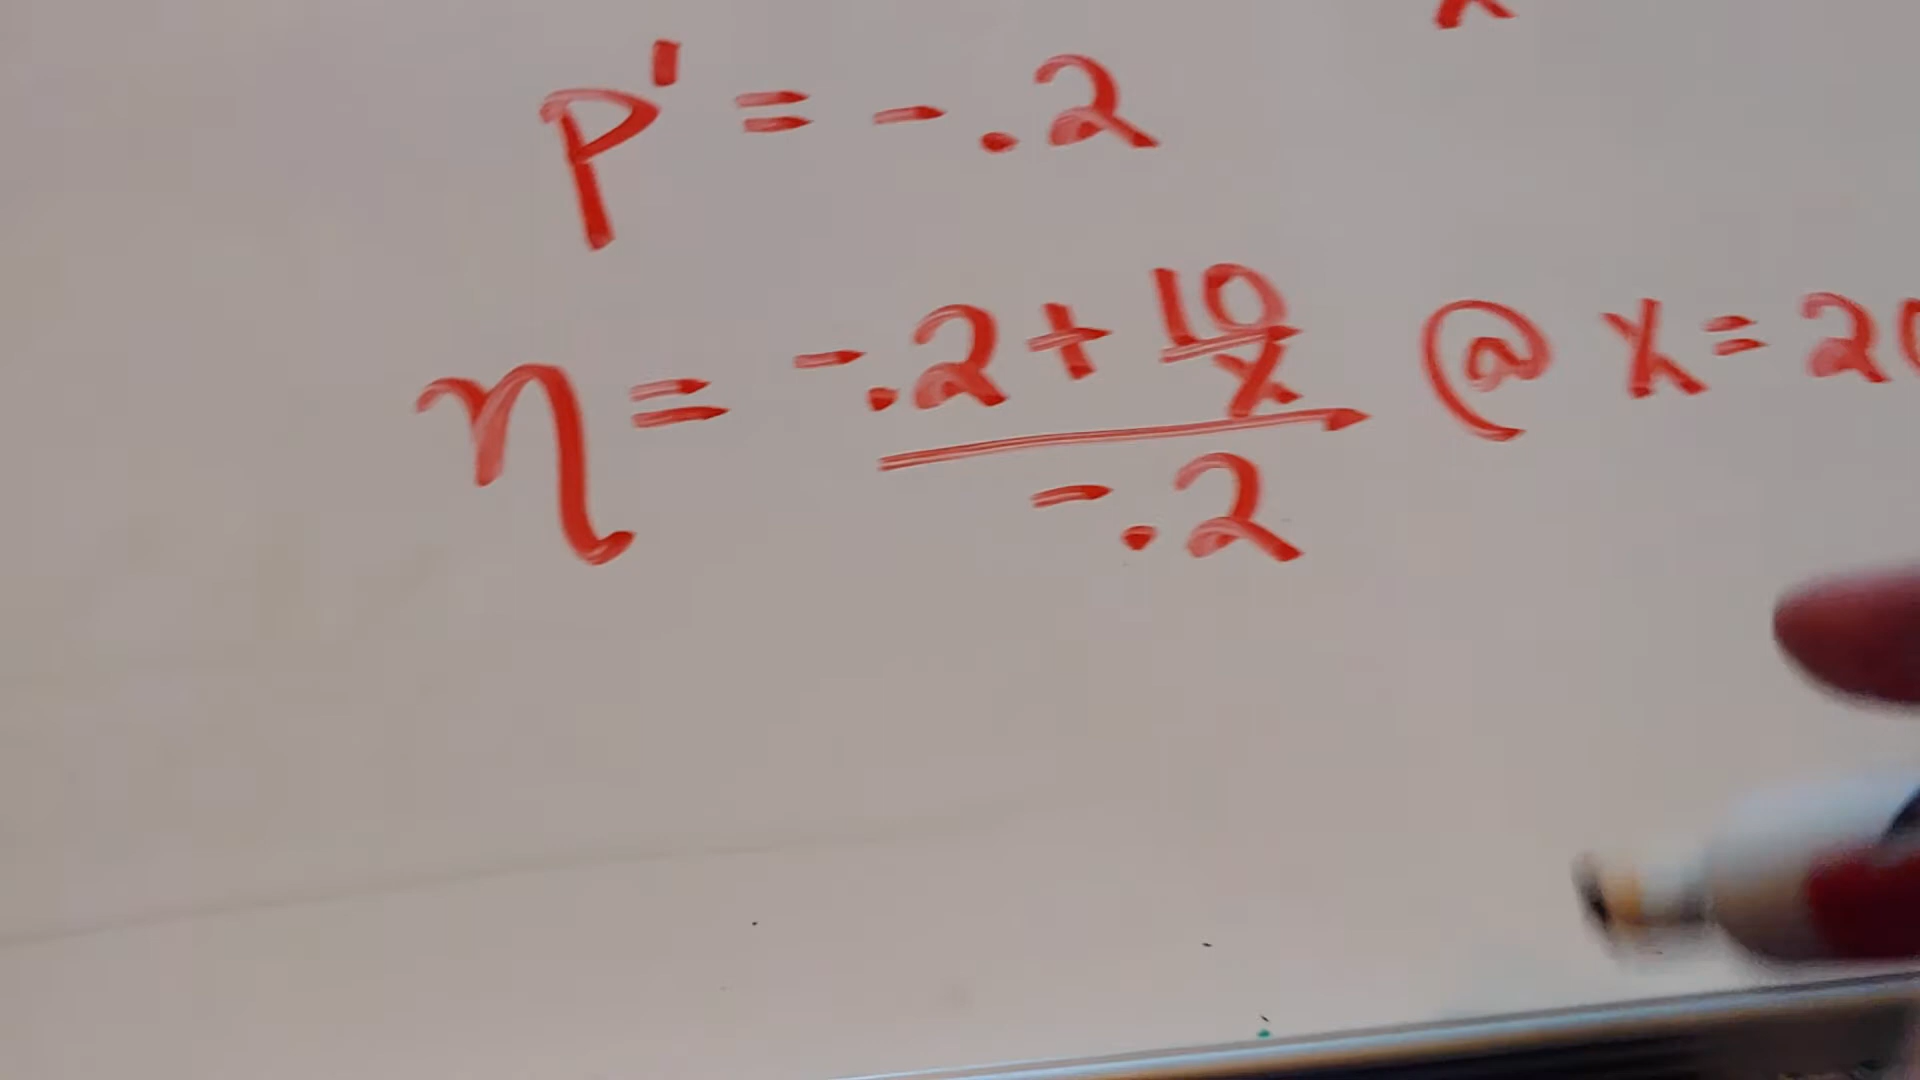 p' = -.2
η = (-.2 + 10/x) / -.2 @ x = 20